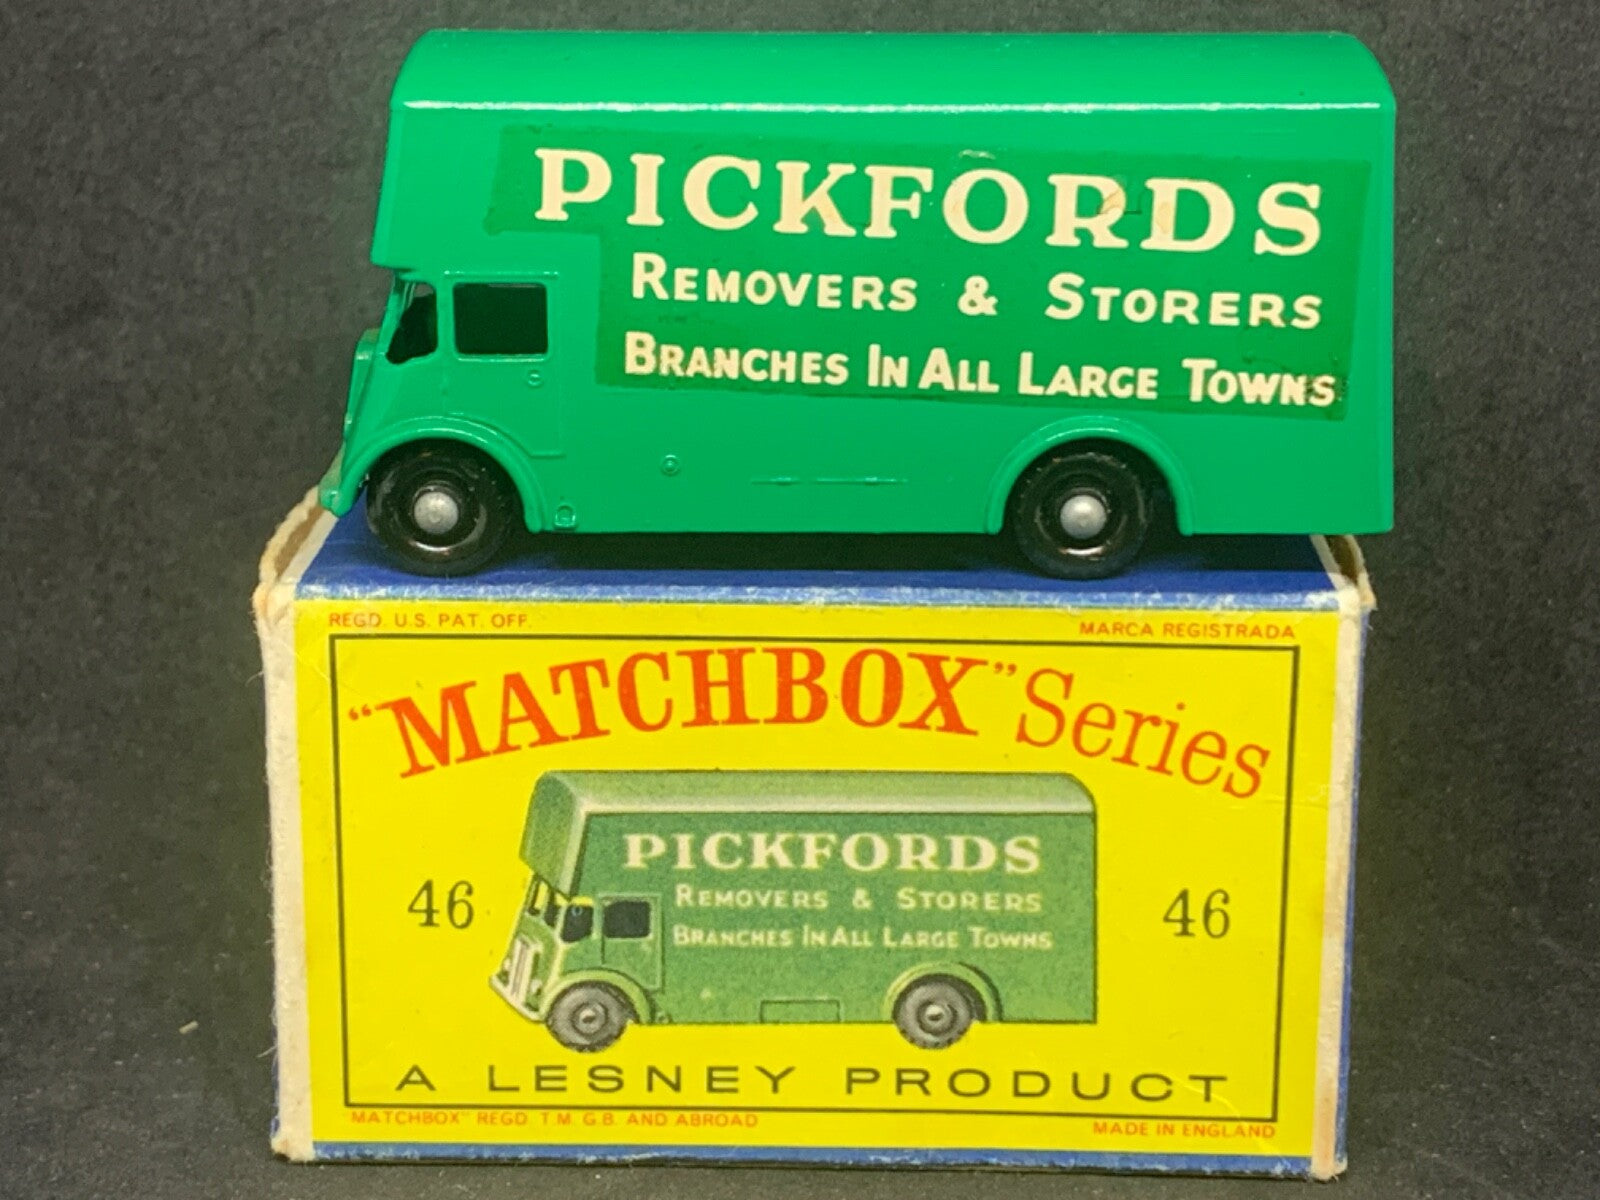 PICKFORDS
REMOVERS & STORERS
BRANCHES IN ALL LARGE TOWNS
REGD. U.S. PAT. OFF. MARCA REGISTRADA
"MATCHBOX" Series
PICKFORDS
REMOVERS & STORERS
BRANCHES IN ALL LARGE TOWNS
46 46
A LESNEY PRODUCT
"MATCHBOX" REGD T.M. G.B. AND ABROAD MADE IN ENGLAND